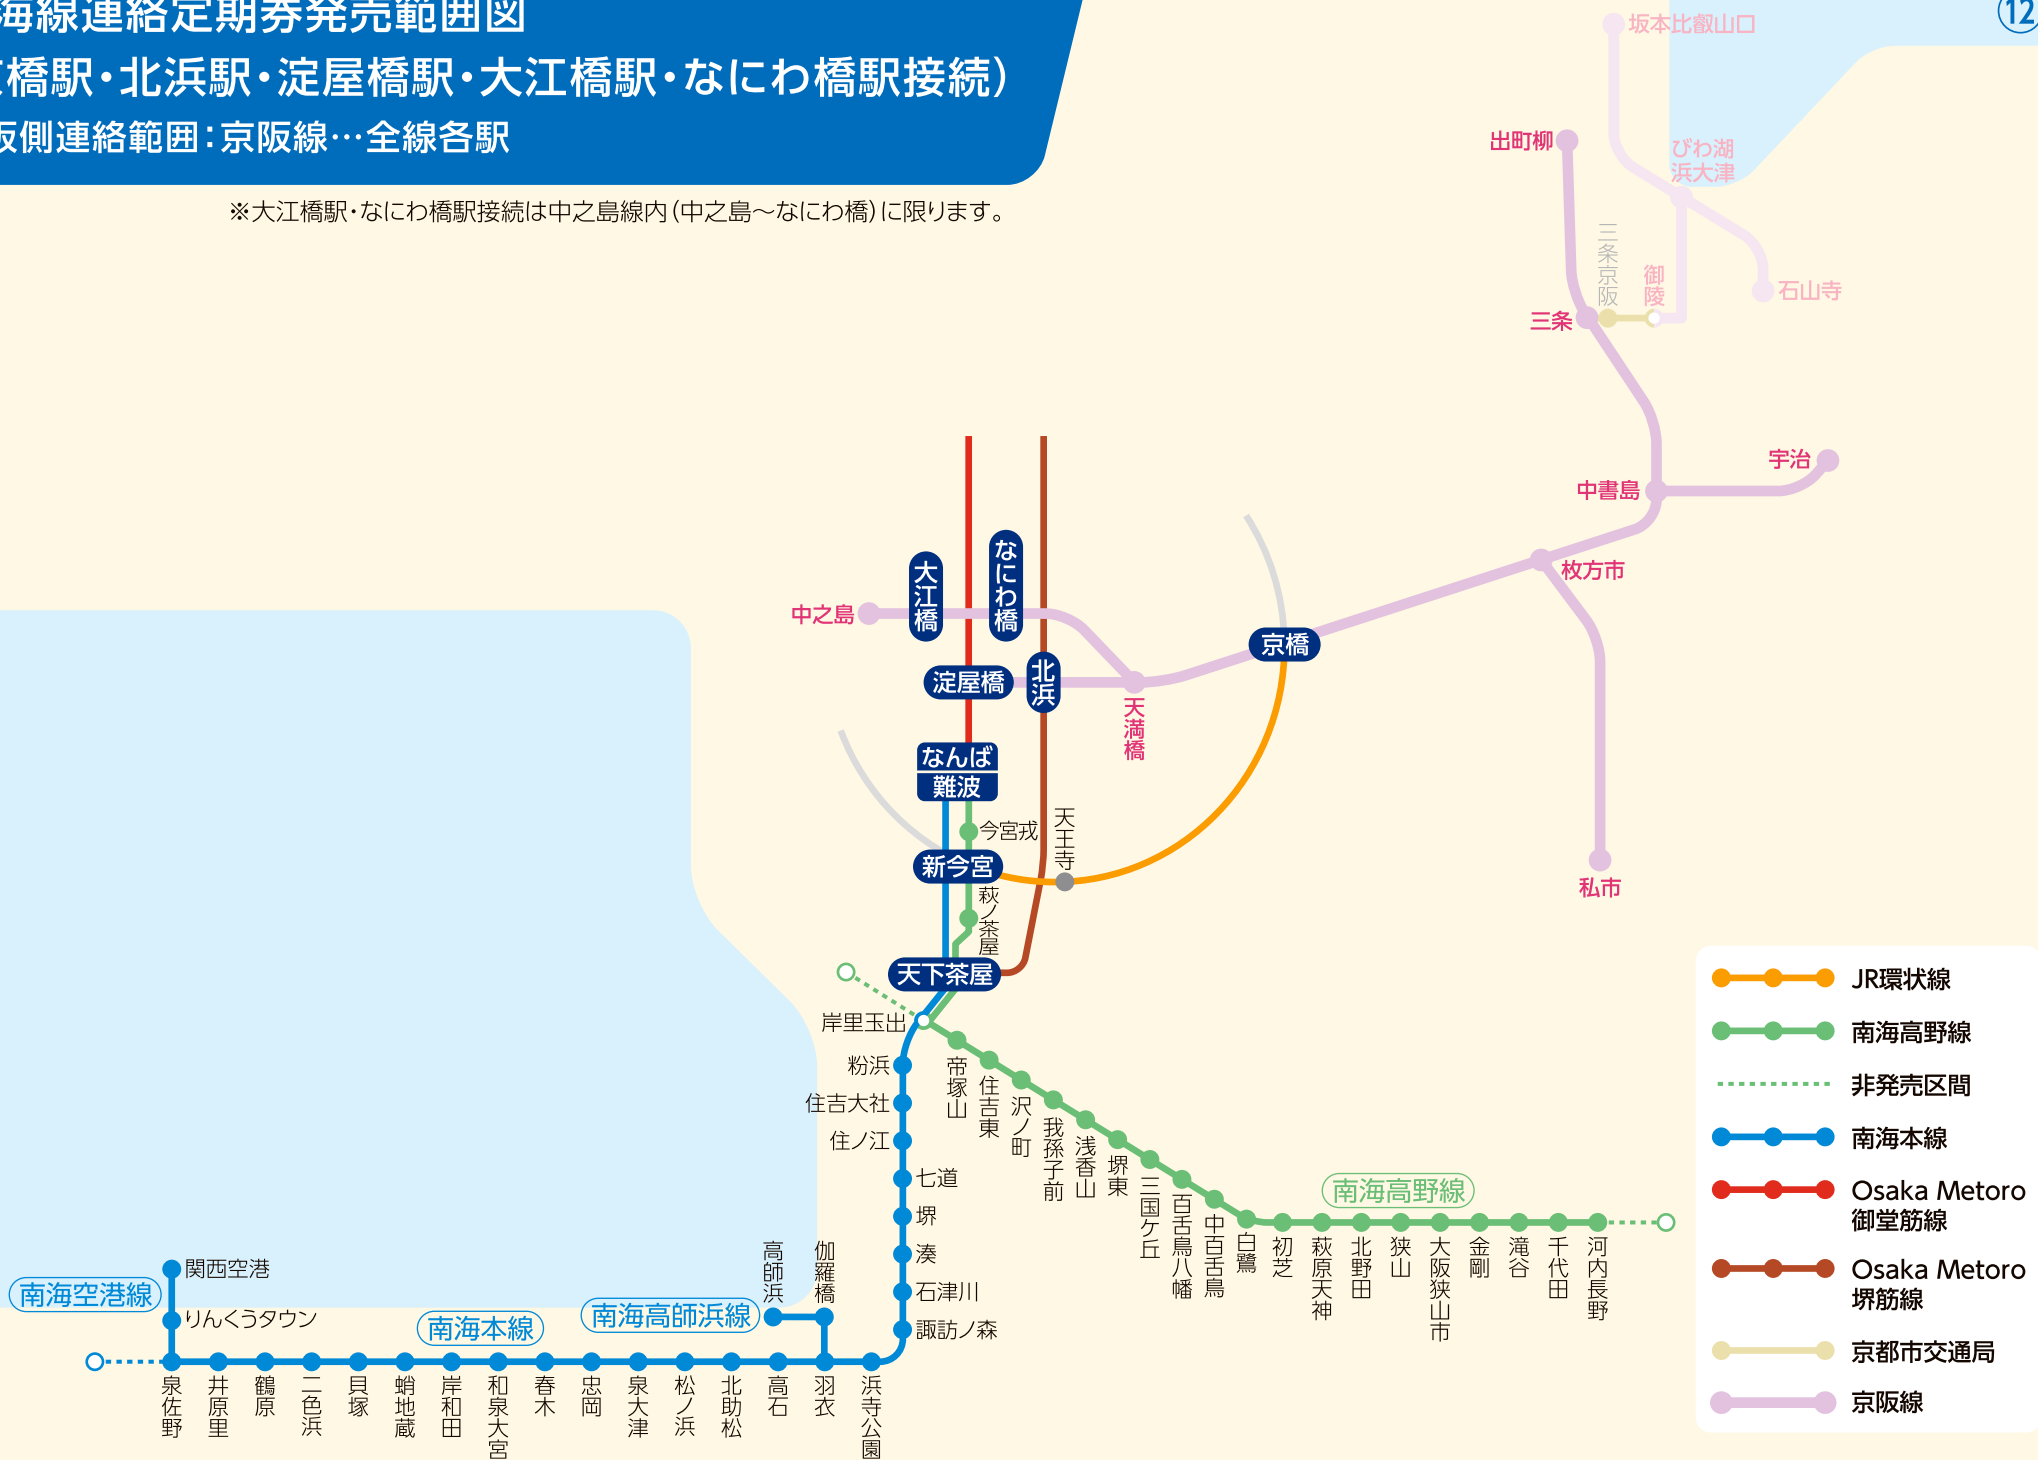 海線連絡定期券発売範囲図
橋駅・北浜駅・淀屋橋駅・大江橋駅・なにわ橋駅接続）
阪側連絡範囲：京阪線…全線各駅
※大江橋駅・なにわ橋駅接続は中之島線内（中之島〜なにわ橋）に限ります。
⑫
坂本比叡山口
出町柳
びわ湖
浜大津
三条京阪
御陵
石山寺
三条
宇治
中書島
枚方市
私市
大江橋
なにわ橋
中之島
京橋
淀屋橋
北浜
天満橋
なんば
難波
今宮戎
天王寺
新今宮
萩ノ茶屋
天下茶屋
岸里玉出
粉浜
住吉大社
住ノ江
七道
堺
湊
石津川
諏訪ノ森
帝塚山
住吉東
沢ノ町
我孫子前
浅香山
堺東
三国ケ丘
百舌鳥八幡
中百舌鳥
白鷺
初芝
萩原天神
北野田
狭山
大阪狭山市
金剛
滝谷
千代田
河内長野
南海高野線
高師浜
伽羅橋
南海高師浜線
南海本線
南海空港線
関西空港
りんくうタウン
泉佐野
井原里
鶴原
二色浜
貝塚
蛸地蔵
岸和田
和泉大宮
春木
忠岡
泉大津
松ノ浜
北助松
高石
羽衣
浜寺公園
JR環状線
南海高野線
非発売区間
南海本線
Osaka Metoro
御堂筋線
Osaka Metoro
堺筋線
京都市交通局
京阪線